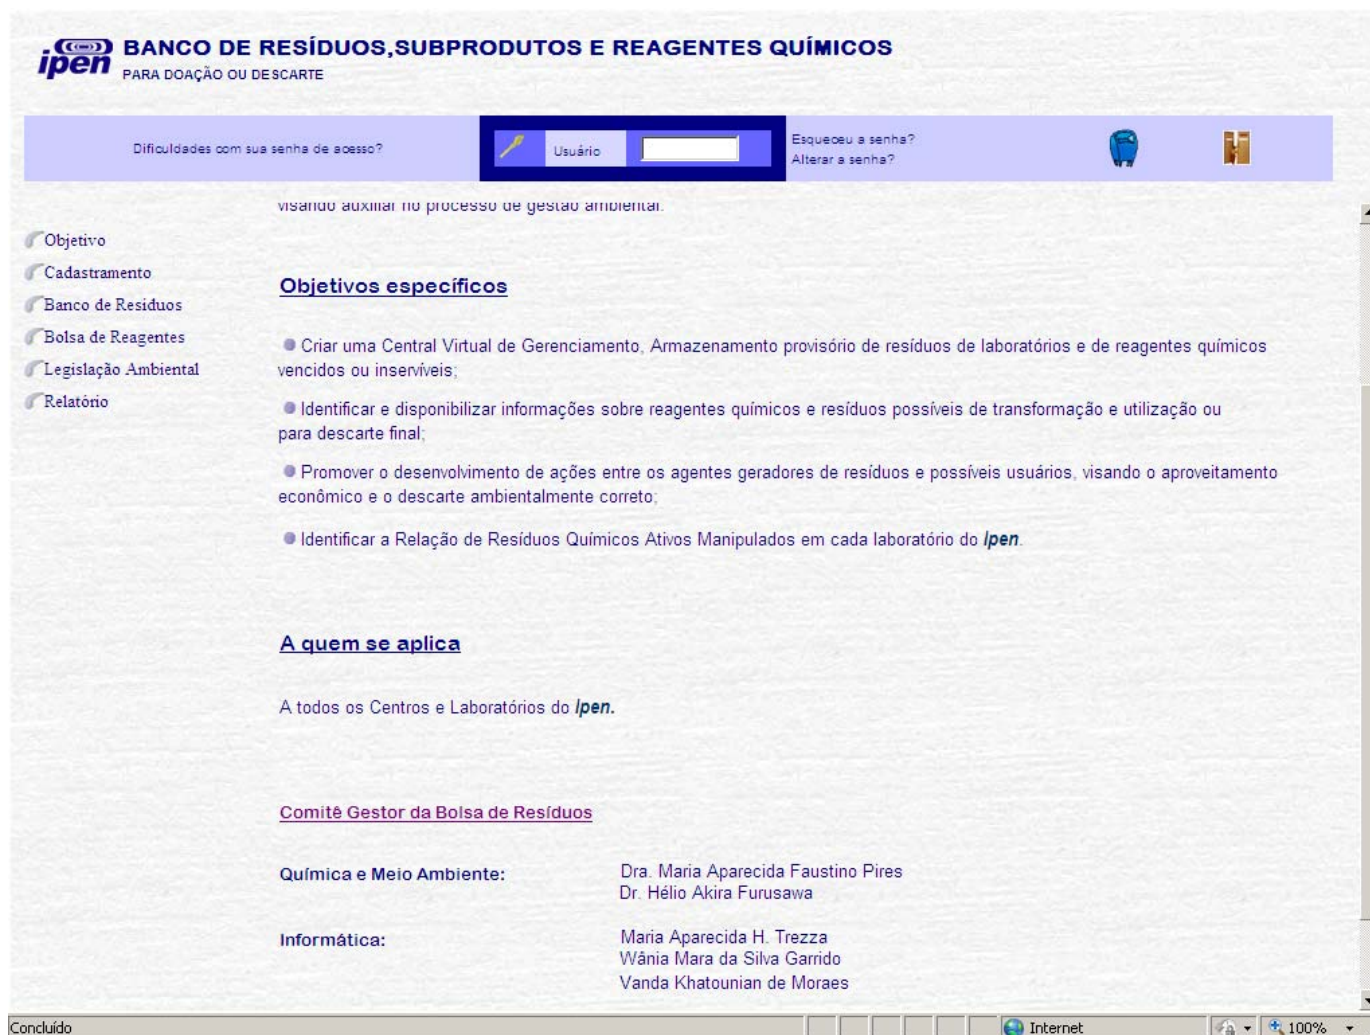 ipen
BANCO DE RESÍDUOS,SUBPRODUTOS E REAGENTES QUÍMICOS
PARA DOAÇÃO OU DESCARTE
Dificuldades com sua senha de acesso?
Usuário
Esqueceu a senha?
Alterar a senha?
visando auxiliar no processo de gestão ambiental.
Objetivo
Cadastramento
Banco de Resíduos
Bolsa de Reagentes
Legislação Ambiental
Relatório
Objetivos específicos
Criar uma Central Virtual de Gerenciamento, Armazenamento provisório de resíduos de laboratórios e de reagentes químicos
vencidos ou inservíveis;
Identificar e disponibilizar informações sobre reagentes químicos e resíduos possíveis de transformação e utilização ou
para descarte final;
Promover o desenvolvimento de ações entre os agentes geradores de resíduos e possíveis usuários, visando o aproveitamento
econômico e o descarte ambientalmente correto;
Identificar a Relação de Resíduos Químicos Ativos Manipulados em cada laboratório do ipen.
A quem se aplica
A todos os Centros e Laboratórios do ipen.
Comitê Gestor da Bolsa de Resíduos
Química e Meio Ambiente:
Dra. Maria Aparecida Faustino Pires
Dr. Hélio Akira Furusawa
Informática:
Maria Aparecida H. Trezza
Wânia Mara da Silva Garrido
Vanda Khatounian de Moraes
Concluído
Internet
100%